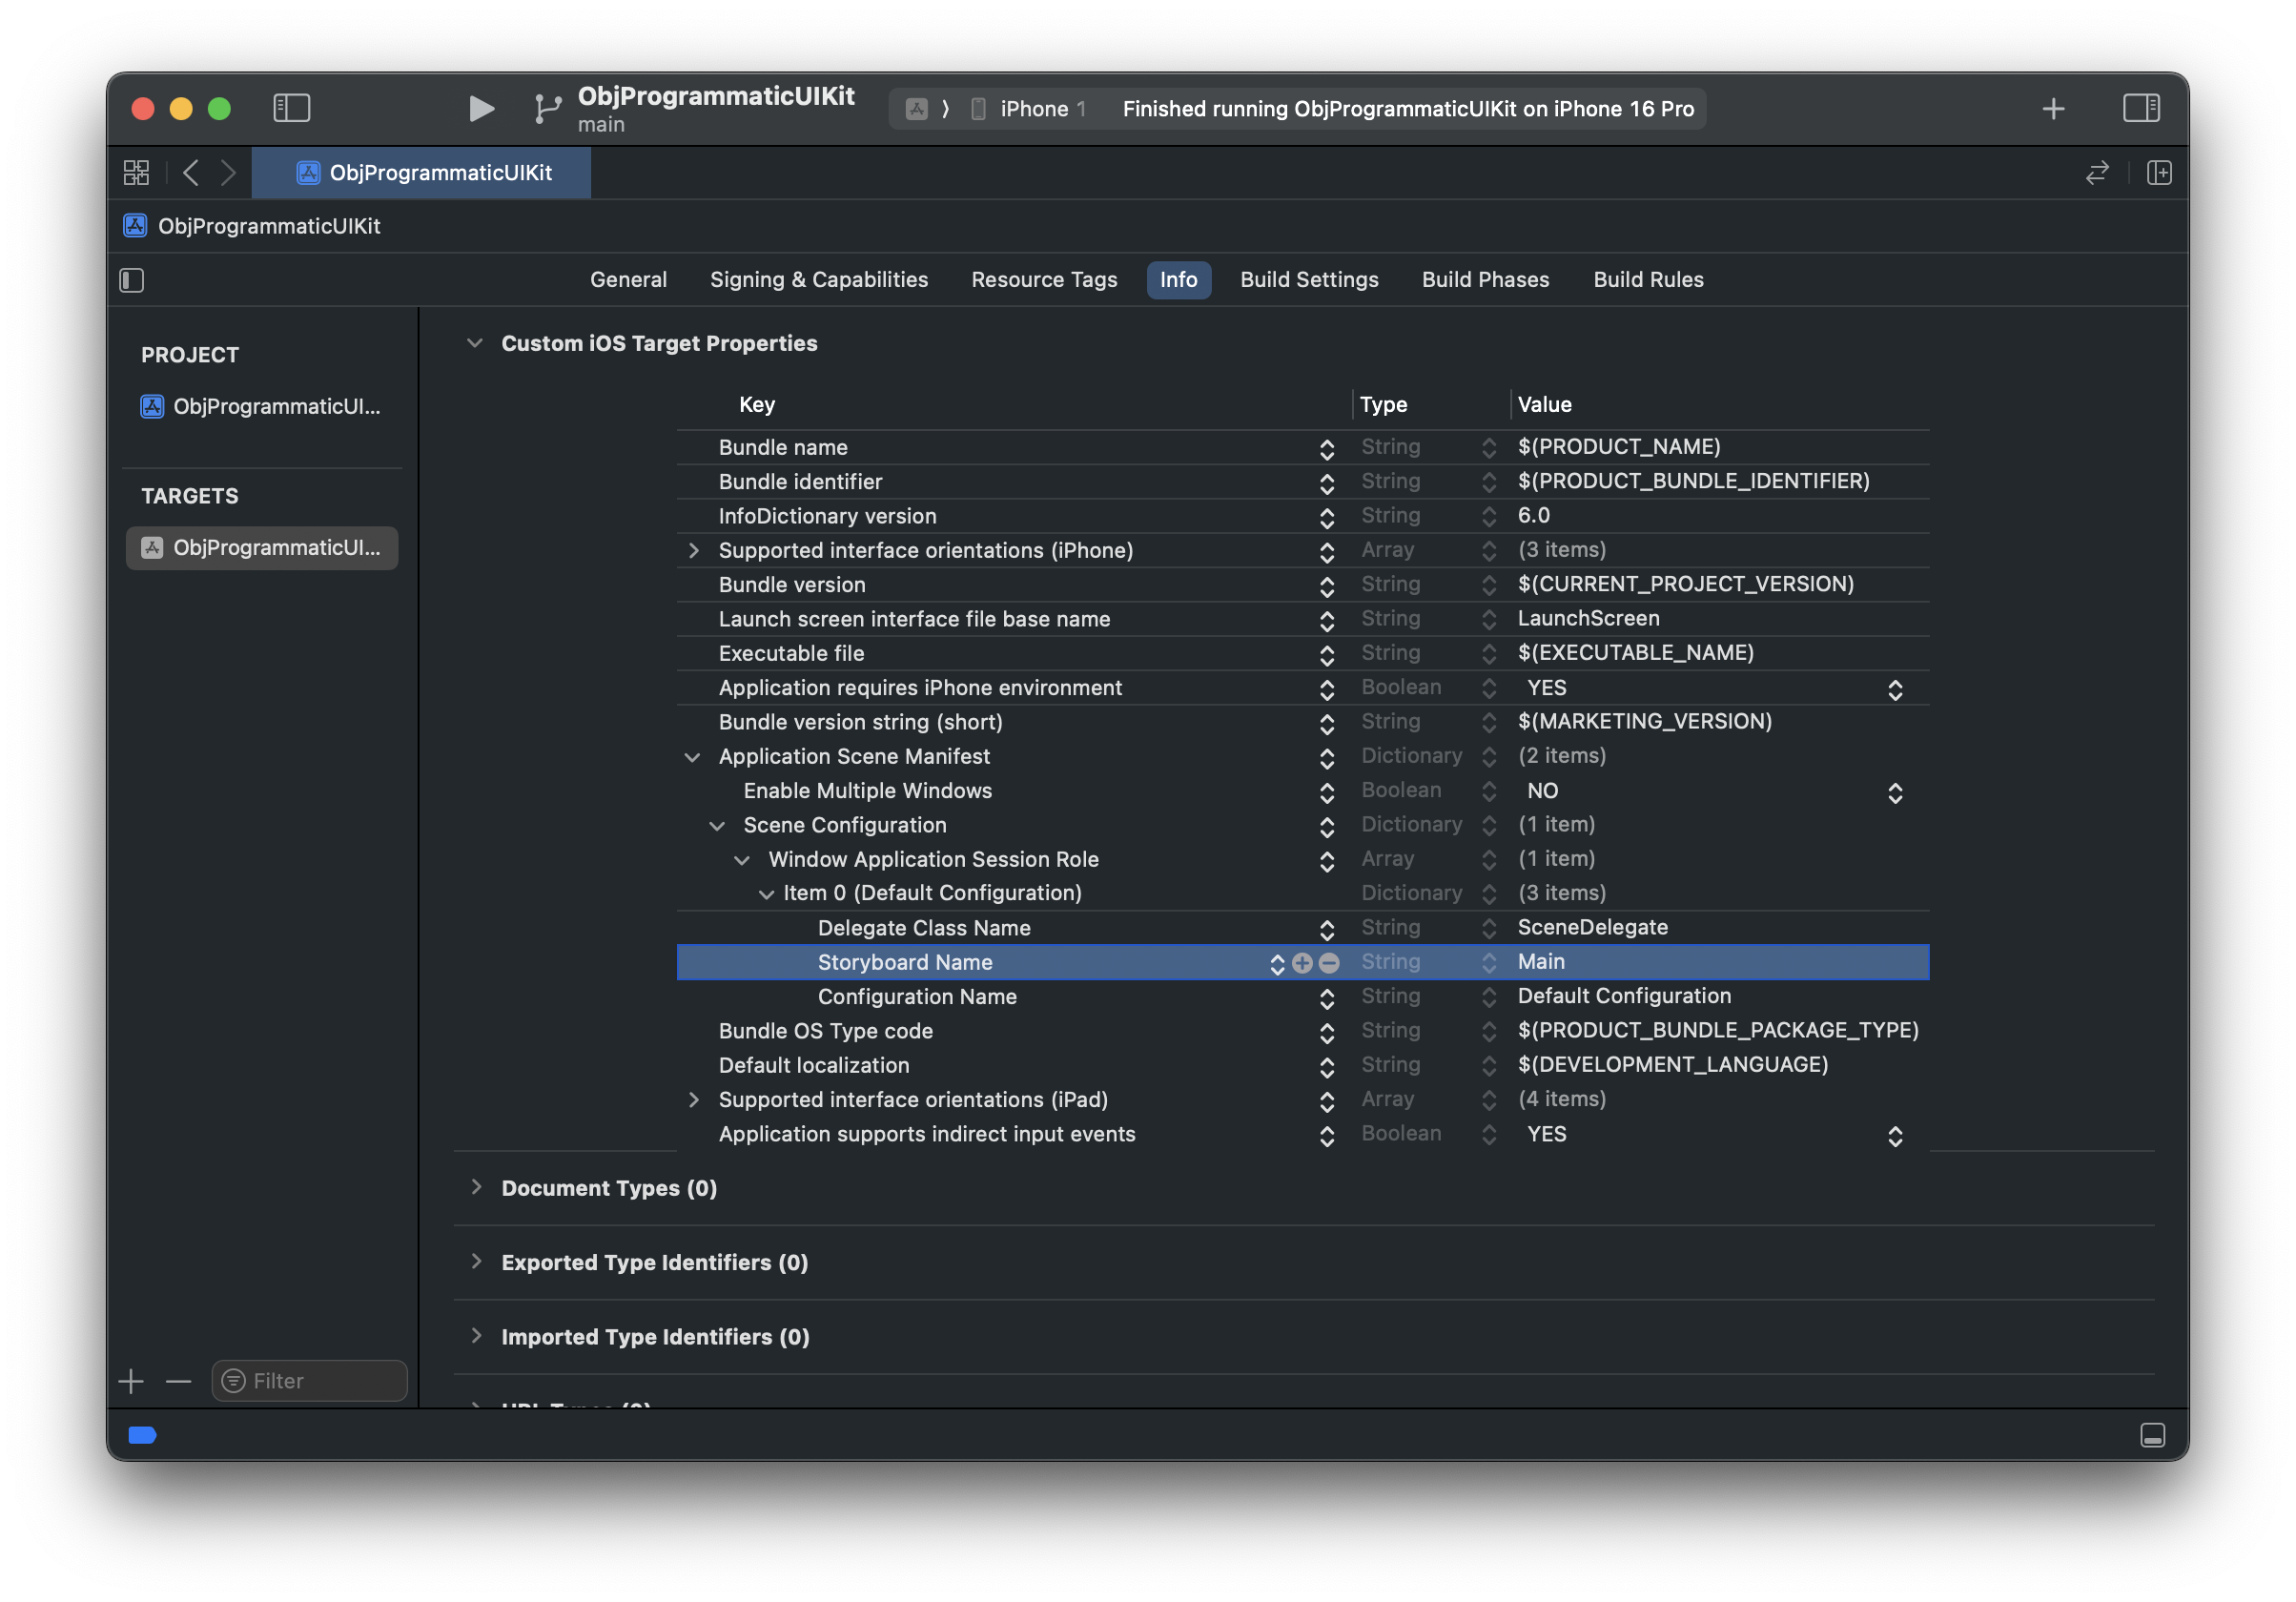 ObjProgrammaticUIKit
main
iPhone 1
Finished running ObjProgrammaticUIKit on iPhone 16 Pro
ObjProgrammaticUIKit
ObjProgrammaticUIKit
General Signing & Capabilities Resource Tags Info Build Settings Build Phases Build Rules
PROJECT
ObjProgrammaticUI...
TARGETS
ObjProgrammaticUI...
Custom iOS Target Properties
Key Type Value
Bundle name String $(PRODUCT_NAME)
Bundle identifier String $(PRODUCT_BUNDLE_IDENTIFIER)
InfoDictionary version String 6.0
Supported interface orientations (iPhone) Array (3 items)
Bundle version String $(CURRENT_PROJECT_VERSION)
Launch screen interface file base name String LaunchScreen
Executable file String $(EXECUTABLE_NAME)
Application requires iPhone environment Boolean YES
Bundle version string (short) String $(MARKETING_VERSION)
Application Scene Manifest Dictionary (2 items)
Enable Multiple Windows Boolean NO
Scene Configuration Dictionary (1 item)
Window Application Session Role Array (1 item)
Item 0 (Default Configuration) Dictionary (3 items)
Delegate Class Name String SceneDelegate
Storyboard Name String Main
Configuration Name String Default Configuration
Bundle OS Type code String $(PRODUCT_BUNDLE_PACKAGE_TYPE)
Default localization String $(DEVELOPMENT_LANGUAGE)
Supported interface orientations (iPad) Array (4 items)
Application supports indirect input events Boolean YES
Document Types (0)
Exported Type Identifiers (0)
Imported Type Identifiers (0)
URL Types (0)
Filter